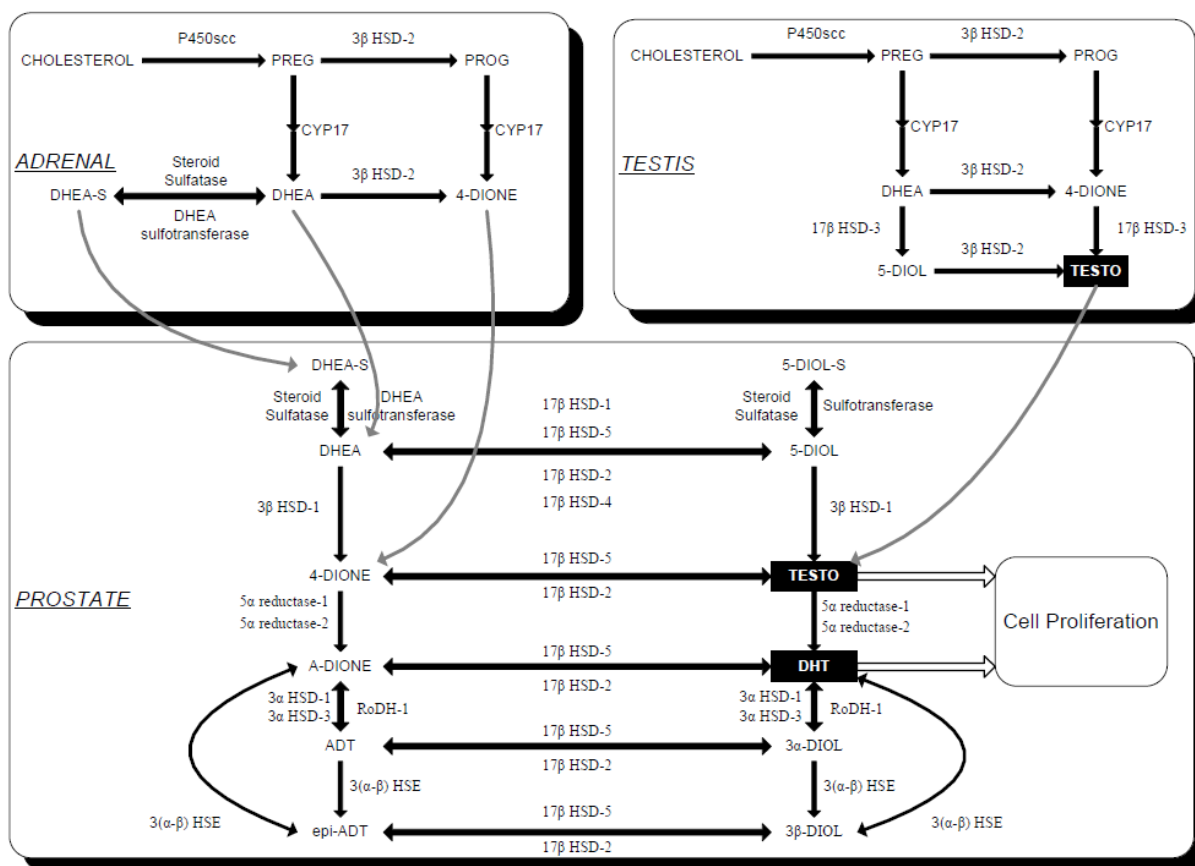 P450scc
3β HSD-2
CHOLESTEROL
PREG
PROG
CYP17
CYP17
ADRENAL
Steroid
Sulfatase
3β HSD-2
DHEA-S
DHEA
4-DIONE
DHEA
sulfotransferase
P450scc
3β HSD-2
CHOLESTEROL
PREG
PROG
CYP17
CYP17
TESTIS
3β HSD-2
DHEA
4-DIONE
17β HSD-3
17β HSD-3
3β HSD-2
5-DIOL
TESTO
DHEA-S
5-DIOL-S
Steroid
Sulfatase
DHEA
sulfotransferase
17β HSD-1
Steroid
Sulfatase
Sulfotransferase
17β HSD-5
DHEA
5-DIOL
17β HSD-2
17β HSD-4
3β HSD-1
3β HSD-1
17β HSD-5
4-DIONE
TESTO
17β HSD-2
PROSTATE
5α reductase-1
5α reductase-2
5α reductase-1
5α reductase-2
Cell Proliferation
17β HSD-5
A-DIONE
DHT
17β HSD-2
3α HSD-1
3α HSD-3
RoDH-1
3α HSD-1
3α HSD-3
RoDH-1
17β HSD-5
ADT
3α-DIOL
17β HSD-2
3(α-β) HSE
3(α-β) HSE
17β HSD-5
3(α-β) HSE
epi-ADT
3β-DIOL
3(α-β) HSE
17β HSD-2